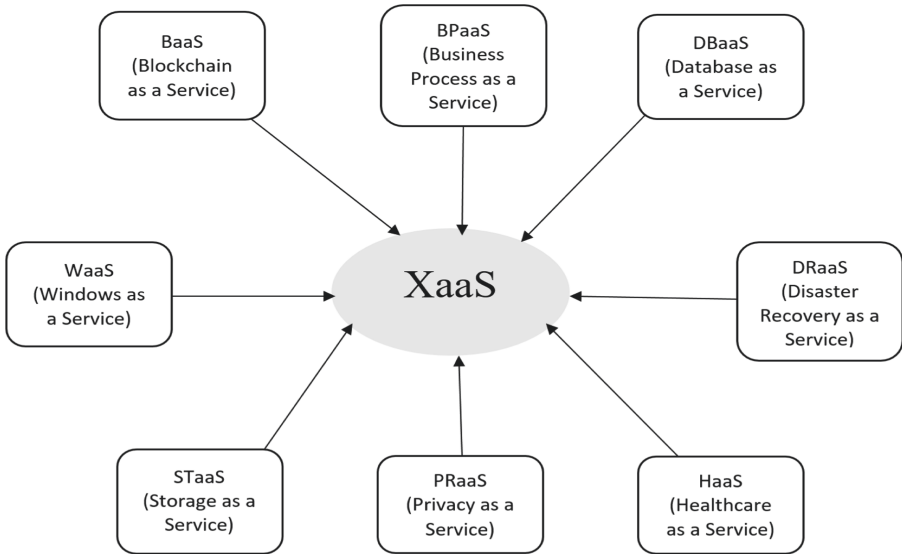 BaaS
(Blockchain
as a Service)
BPaaS
(Business
Process as a
Service)
DBaaS
(Database as
a Service)
WaaS
(Windows as
a Service)
XaaS
DRaaS
(Disaster
Recovery as a
Service)
STaaS
(Storage as a
Service)
PRaaS
(Privacy as a
Service)
HaaS
(Healthcare
as a Service)